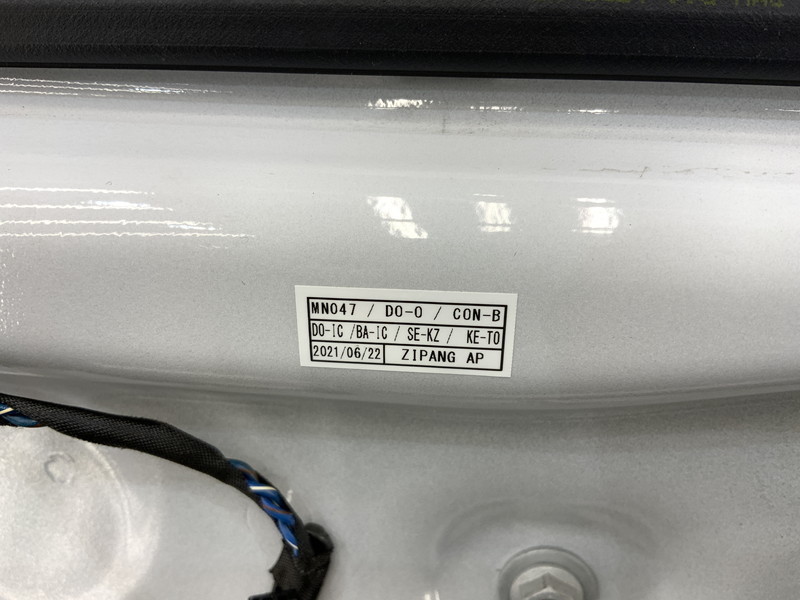 MN047 / DO-O / CON-B
DO-IC /BA-IC / SE-KZ / KE-TO
2021/06/22 ZIPANG AP